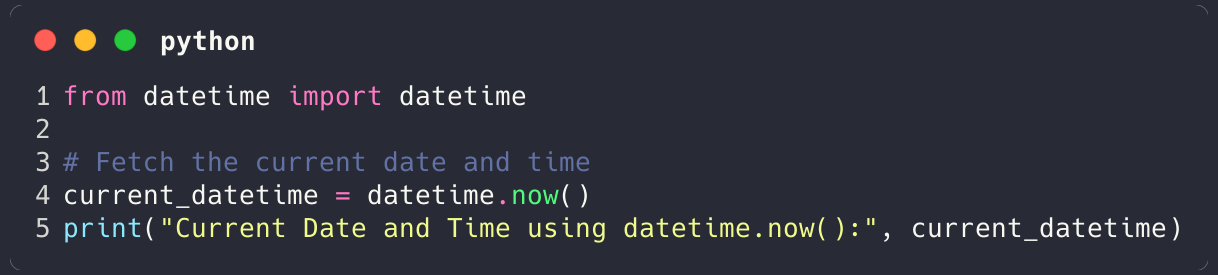 python
1 from datetime import datetime
2
3 # Fetch the current date and time
4 current_datetime = datetime.now()
5 print("Current Date and Time using datetime.now():", current_datetime)